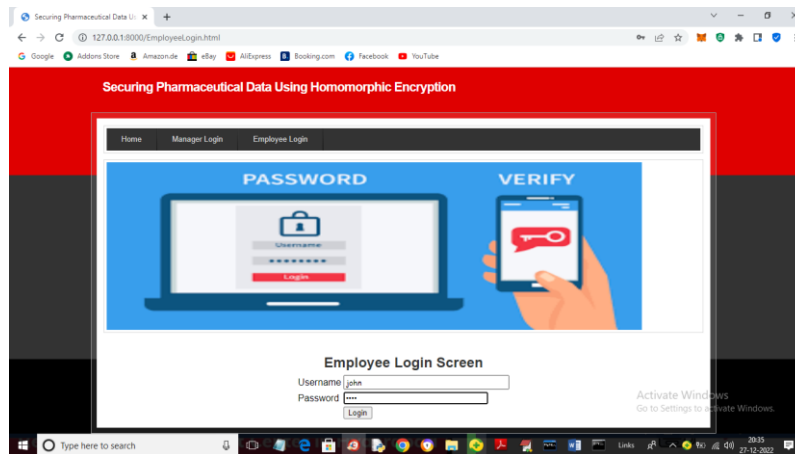 Securing Pharmaceutical Data U
127.0.0.1:8000/EmployeeLogin.html
Google Addons Store Amazon.de eBay AliExpress Booking.com Facebook YouTube
Securing Pharmaceutical Data Using Homomorphic Encryption
Home Manager Login Employee Login
PASSWORD VERIFY
Username
********
Login
Employee Login Screen
Username john
Password ••••
Login
Activate Windows
Go to Settings to activate Windows.
Type here to search
Links
20:35
27-12-2022